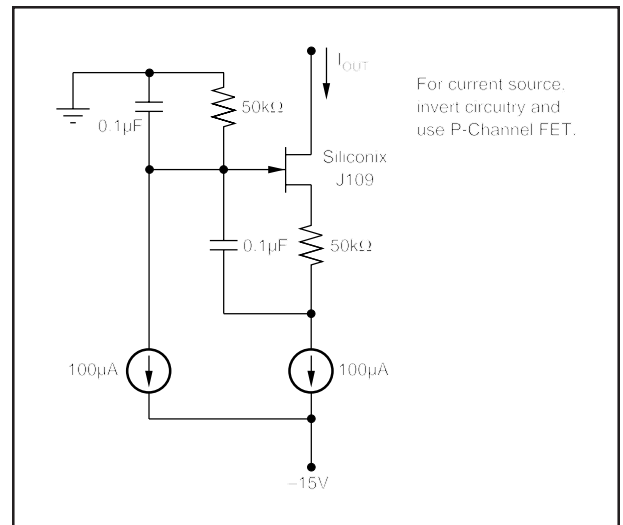 I_OUT
For current source,
invert circuitry and
use P-Channel FET.
50kΩ
0.1µF
Siliconix
J109
0.1µF
50kΩ
100µA
100µA
–15V